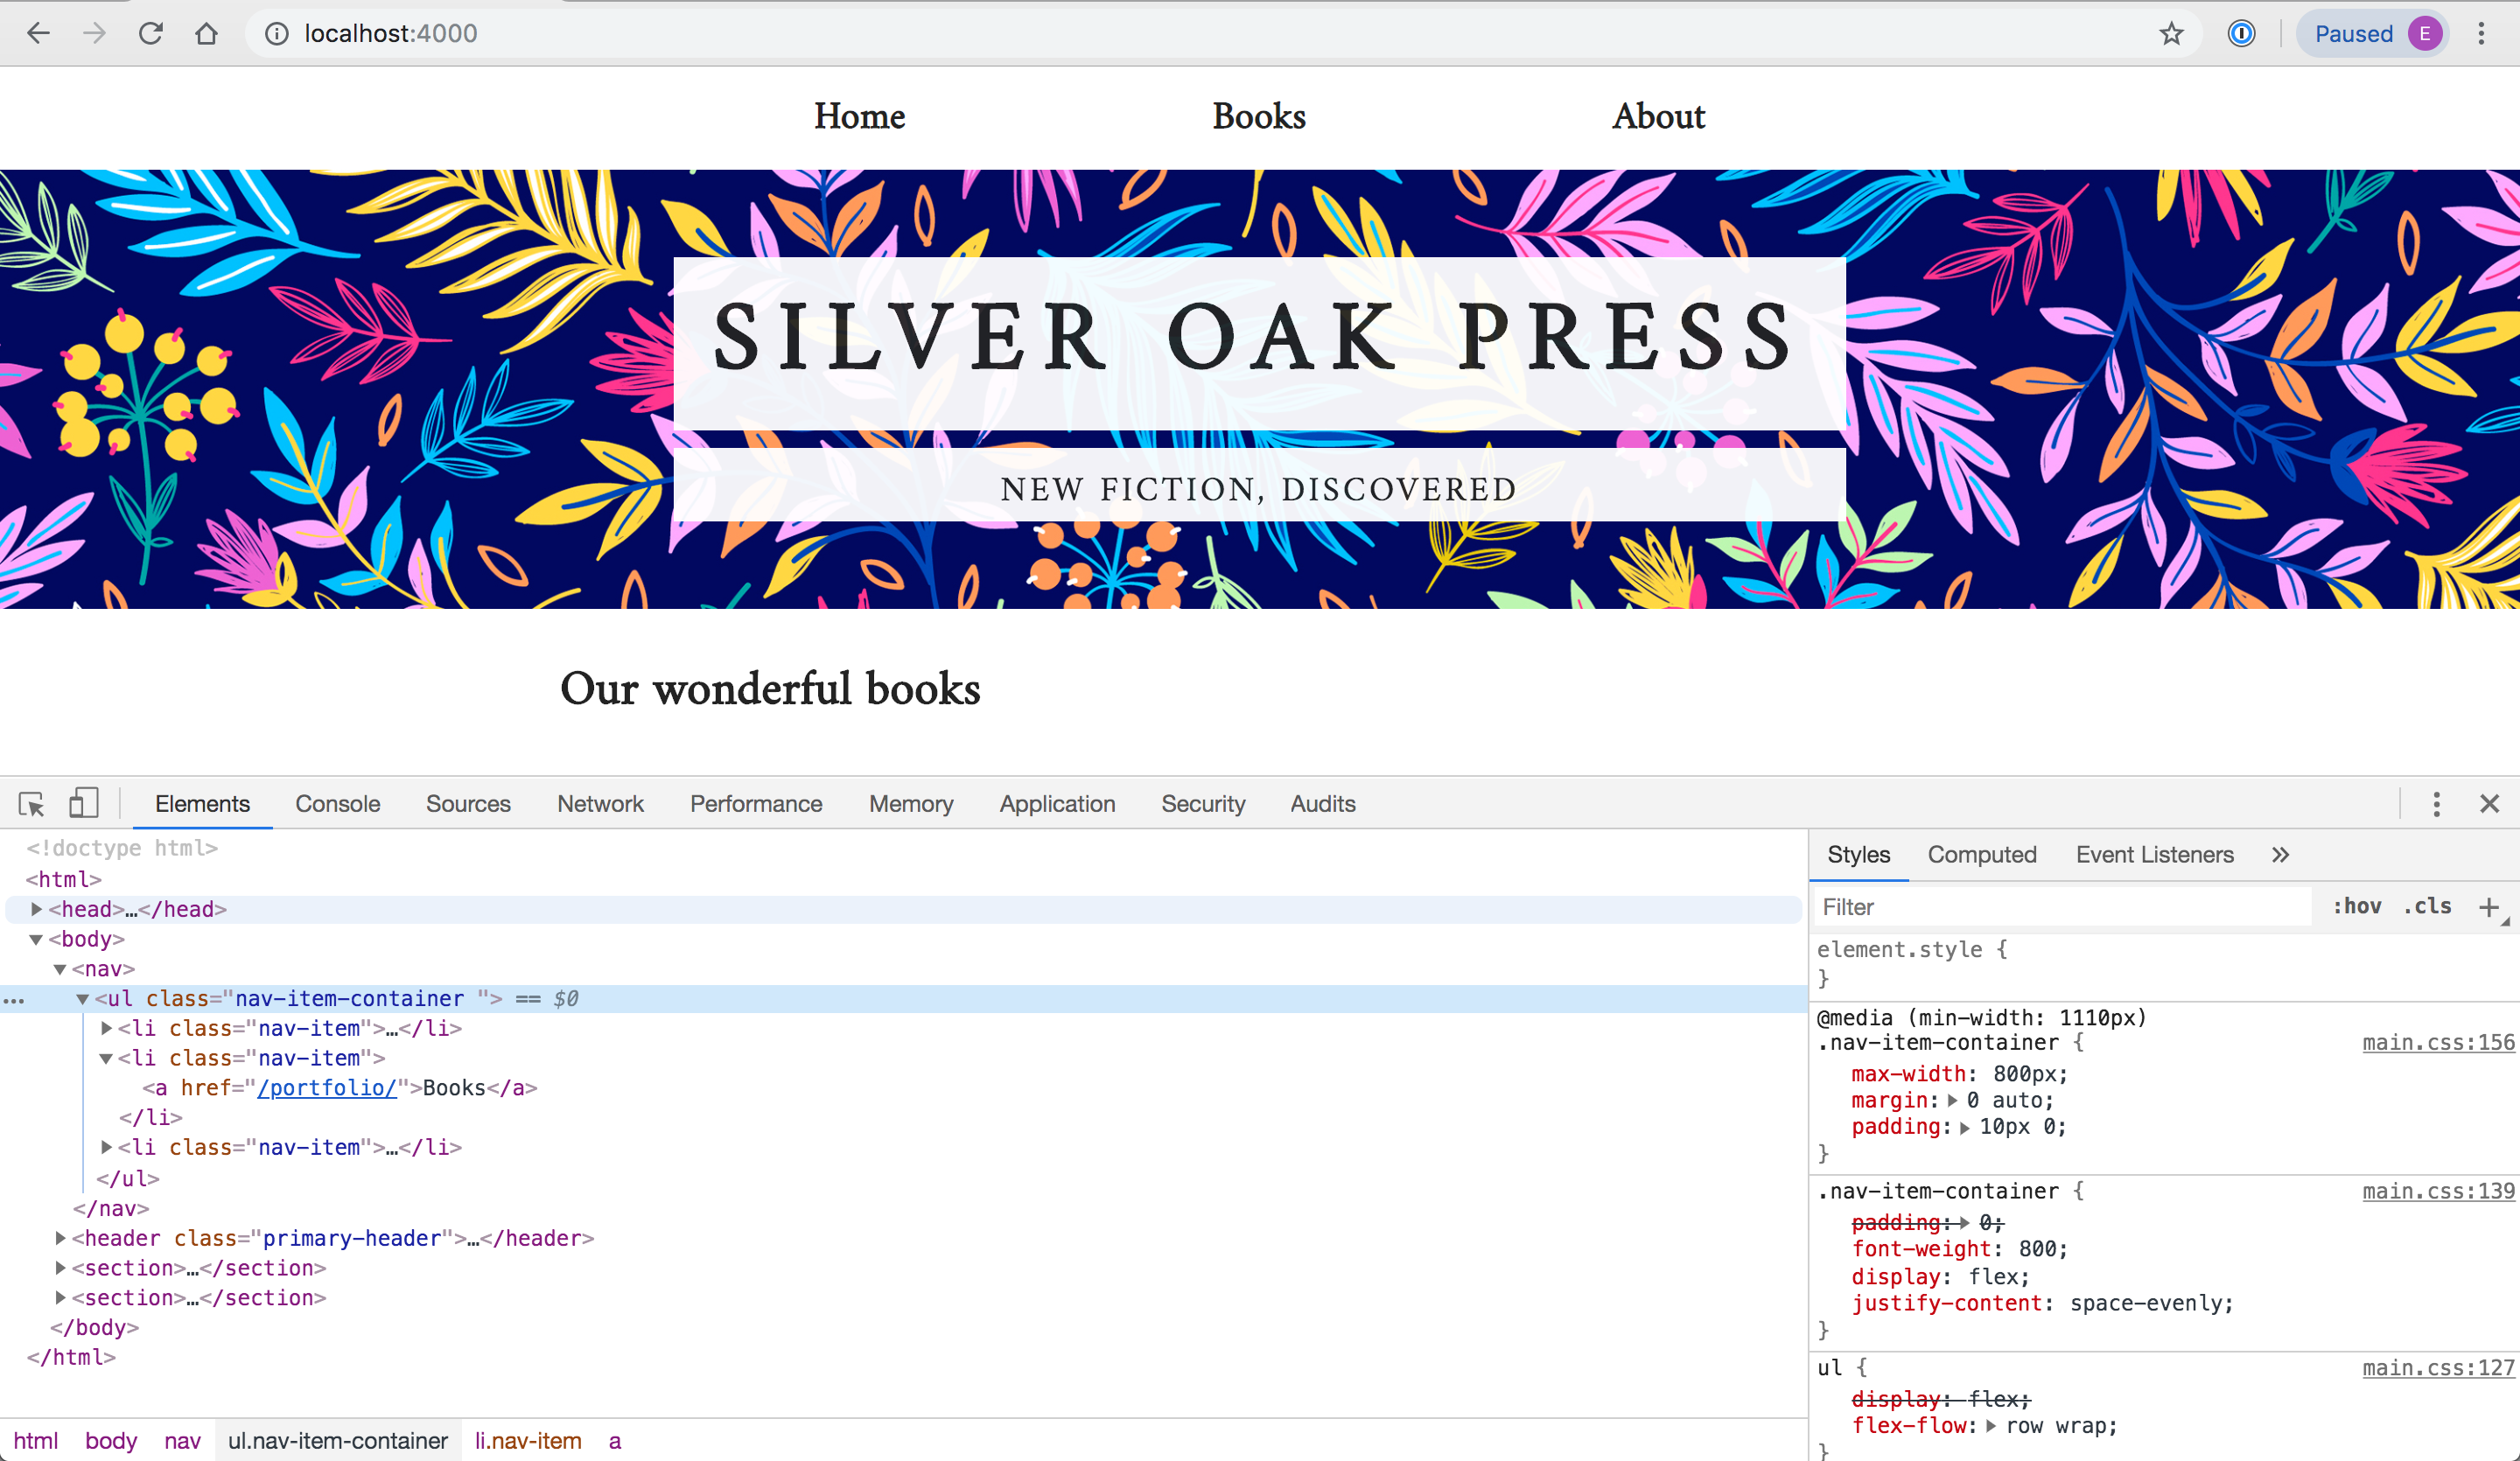 localhost:4000
Paused E
Home Books About
SILVER OAK PRESS
NEW FICTION, DISCOVERED
Our wonderful books
Elements Console Sources Network Performance Memory Application Security Audits
<!doctype html>
<html>
<head>…</head>
<body>
<nav>
<ul class="nav-item-container "> == $0
<li class="nav-item">…</li>
<li class="nav-item">
<a href="/portfolio/">Books</a>
</li>
<li class="nav-item">…</li>
</ul>
</nav>
<header class="primary-header">…</header>
<section>…</section>
<section>…</section>
</body>
</html>
html body nav ul.nav-item-container li.nav-item a
Styles Computed Event Listeners »
Filter :hov .cls +
element.style {
}
@media (min-width: 1110px)
.nav-item-container { main.css:156
max-width: 800px;
margin: 0 auto;
padding: 10px 0;
}
.nav-item-container { main.css:139
padding: 0;
font-weight: 800;
display: flex;
justify-content: space-evenly;
}
ul { main.css:127
display: flex;
flex-flow: row wrap;
}